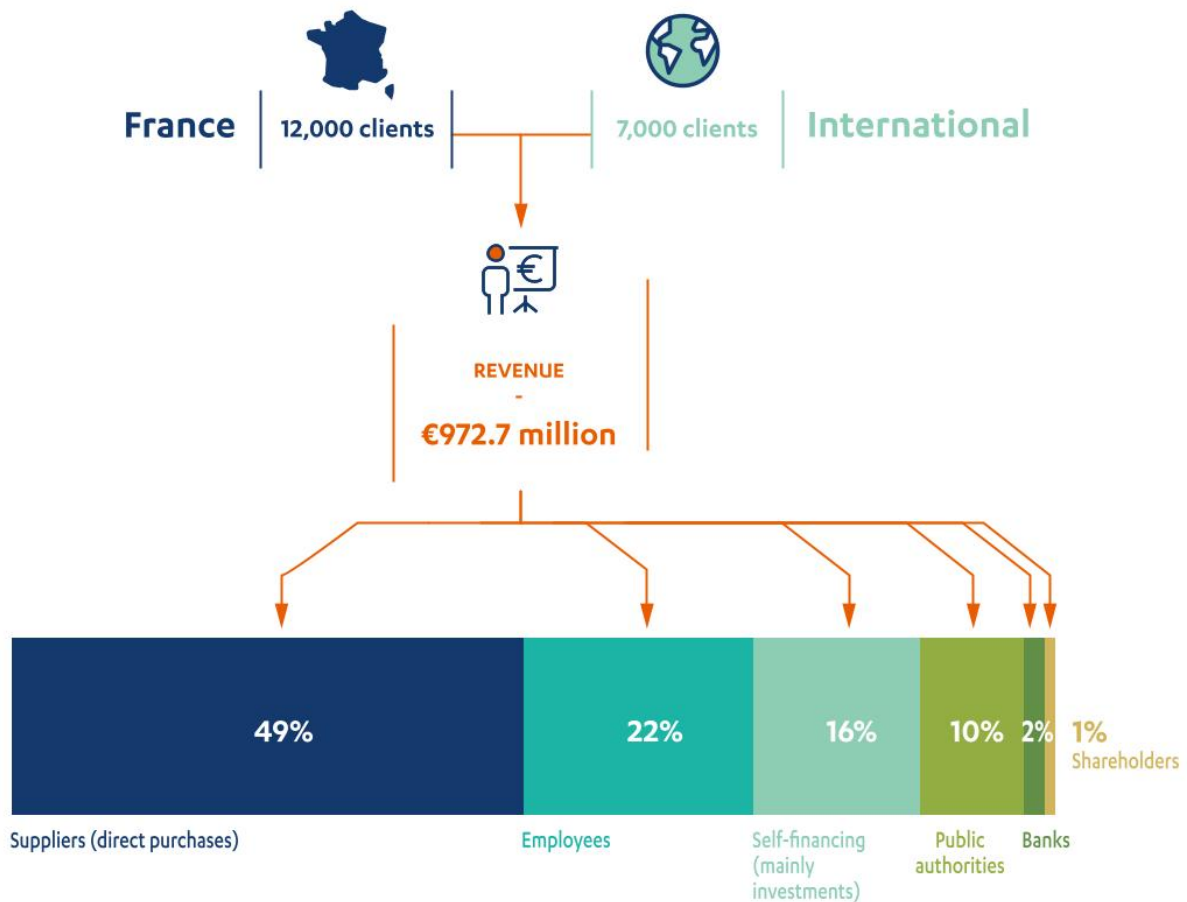 France
12,000 clients
7,000 clients
International
€
REVENUE
-
€972.7 million
49%
22%
16%
10%
2%
1%
Shareholders
Suppliers (direct purchases)
Employees
Self-financing
(mainly
investments)
Public
authorities
Banks